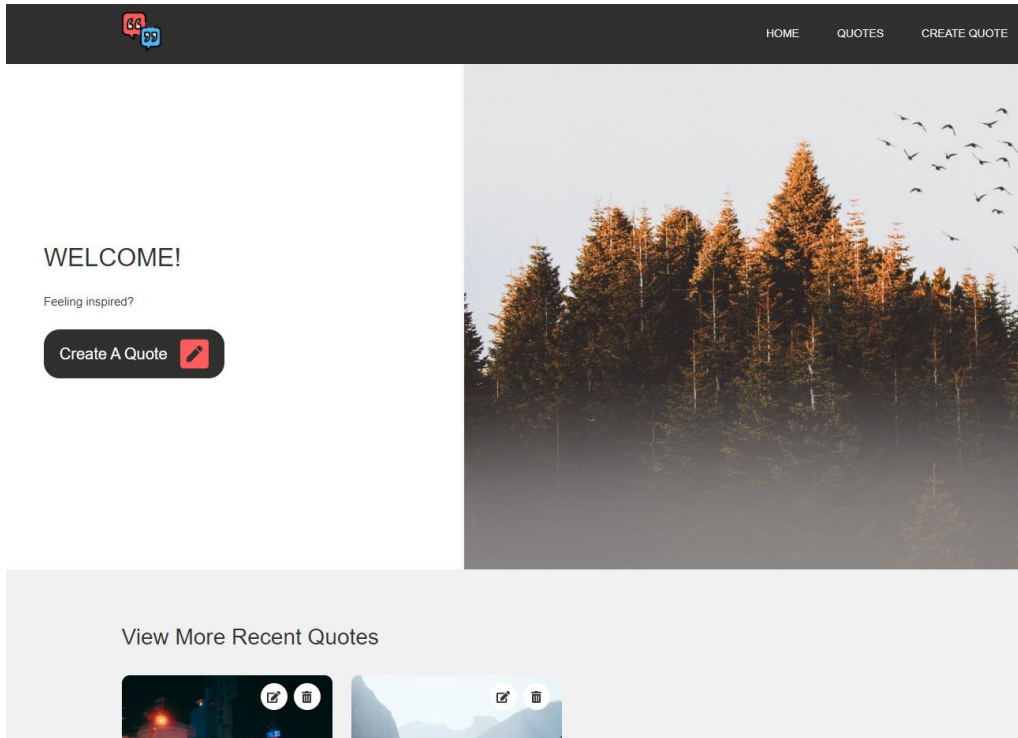 HOME QUOTES CREATE QUOTE
WELCOME!
Feeling inspired?
Create A Quote
View More Recent Quotes